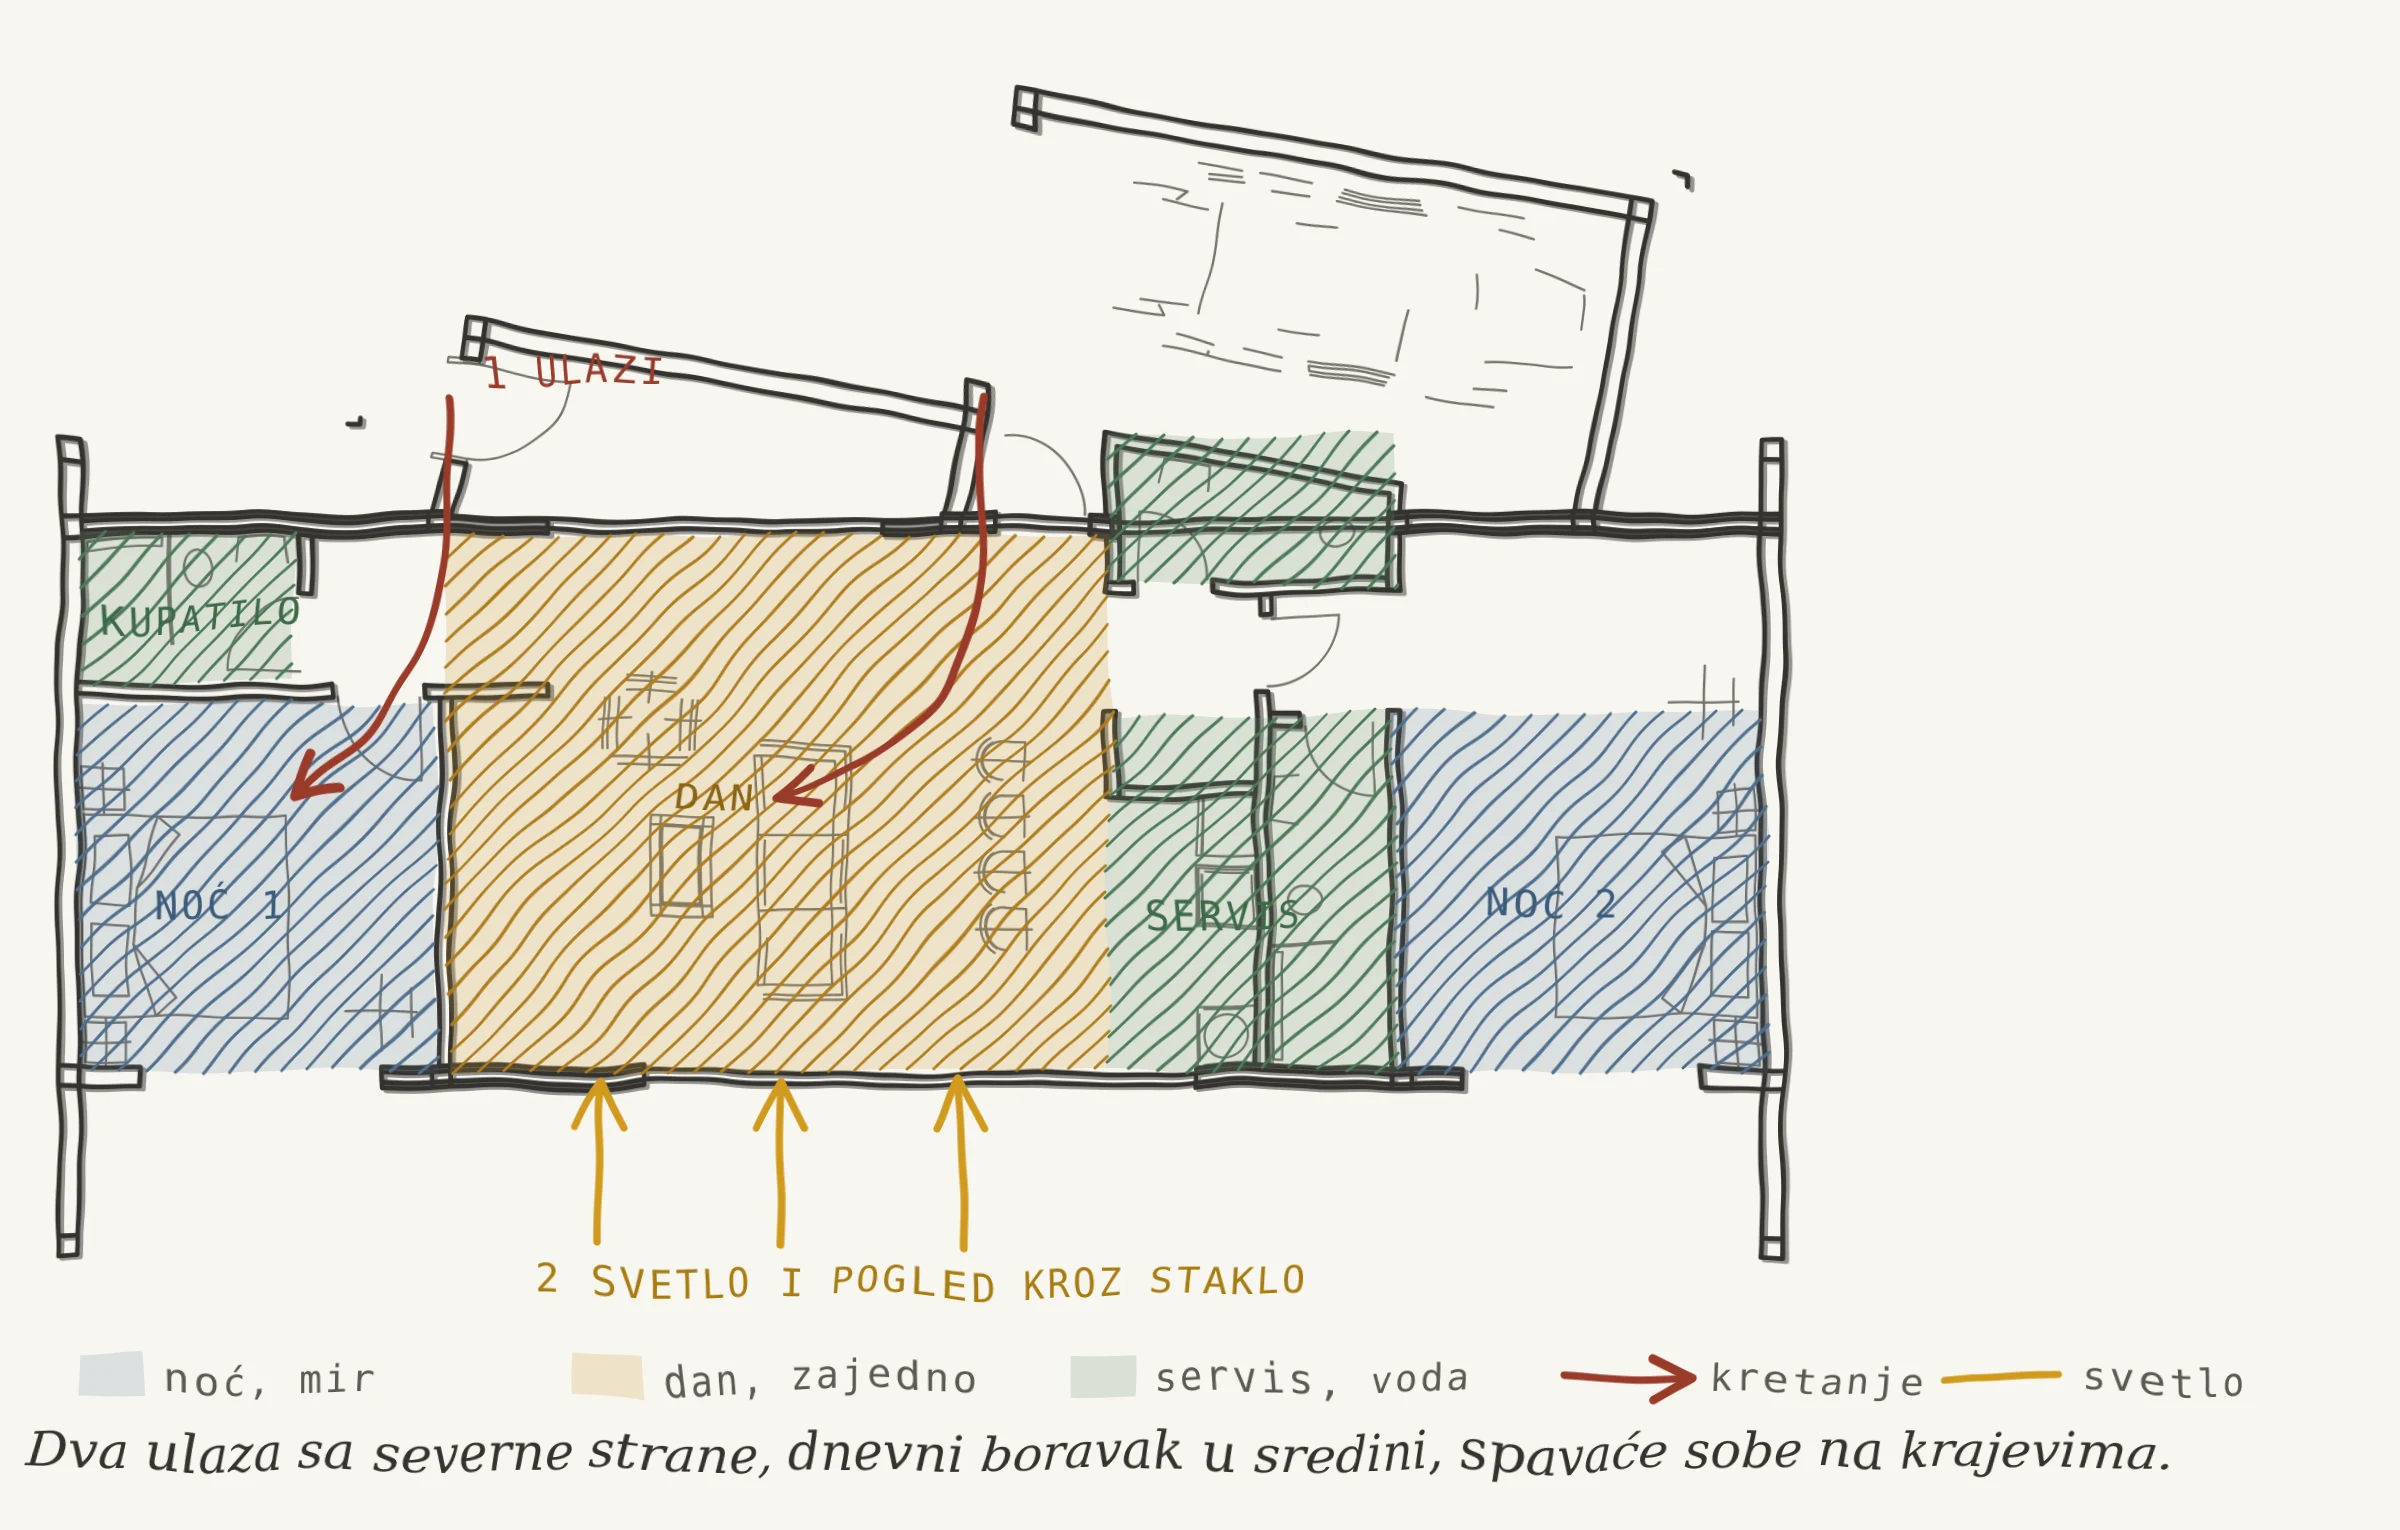 1 ULAZI
KUPATILO
DAN
NOĆ 1
SERVIS
NOĆ 2
2 SVETLO I POGLED KROZ STAKLO
noć, mir
dan, zajedno
servis, voda
kretanje
svetlo
Dva ulaza sa severne strane, dnevni boravak u sredini, spavaće sobe na krajevima.